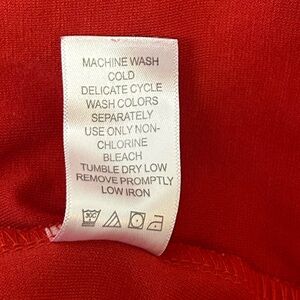 MACHINE WASH
COLD
DELICATE CYCLE
WASH COLORS
SEPARATELY
USE ONLY NON-
CHLORINE
BLEACH
TUMBLE DRY LOW
REMOVE PROMPTLY
LOW IRON
30C